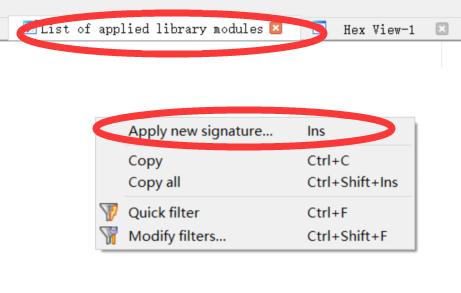 List of applied library modules
Hex View-1
Apply new signature... Ins
Copy Ctrl+C
Copy all Ctrl+Shift+Ins
Quick filter Ctrl+F
Modify filters... Ctrl+Shift+F